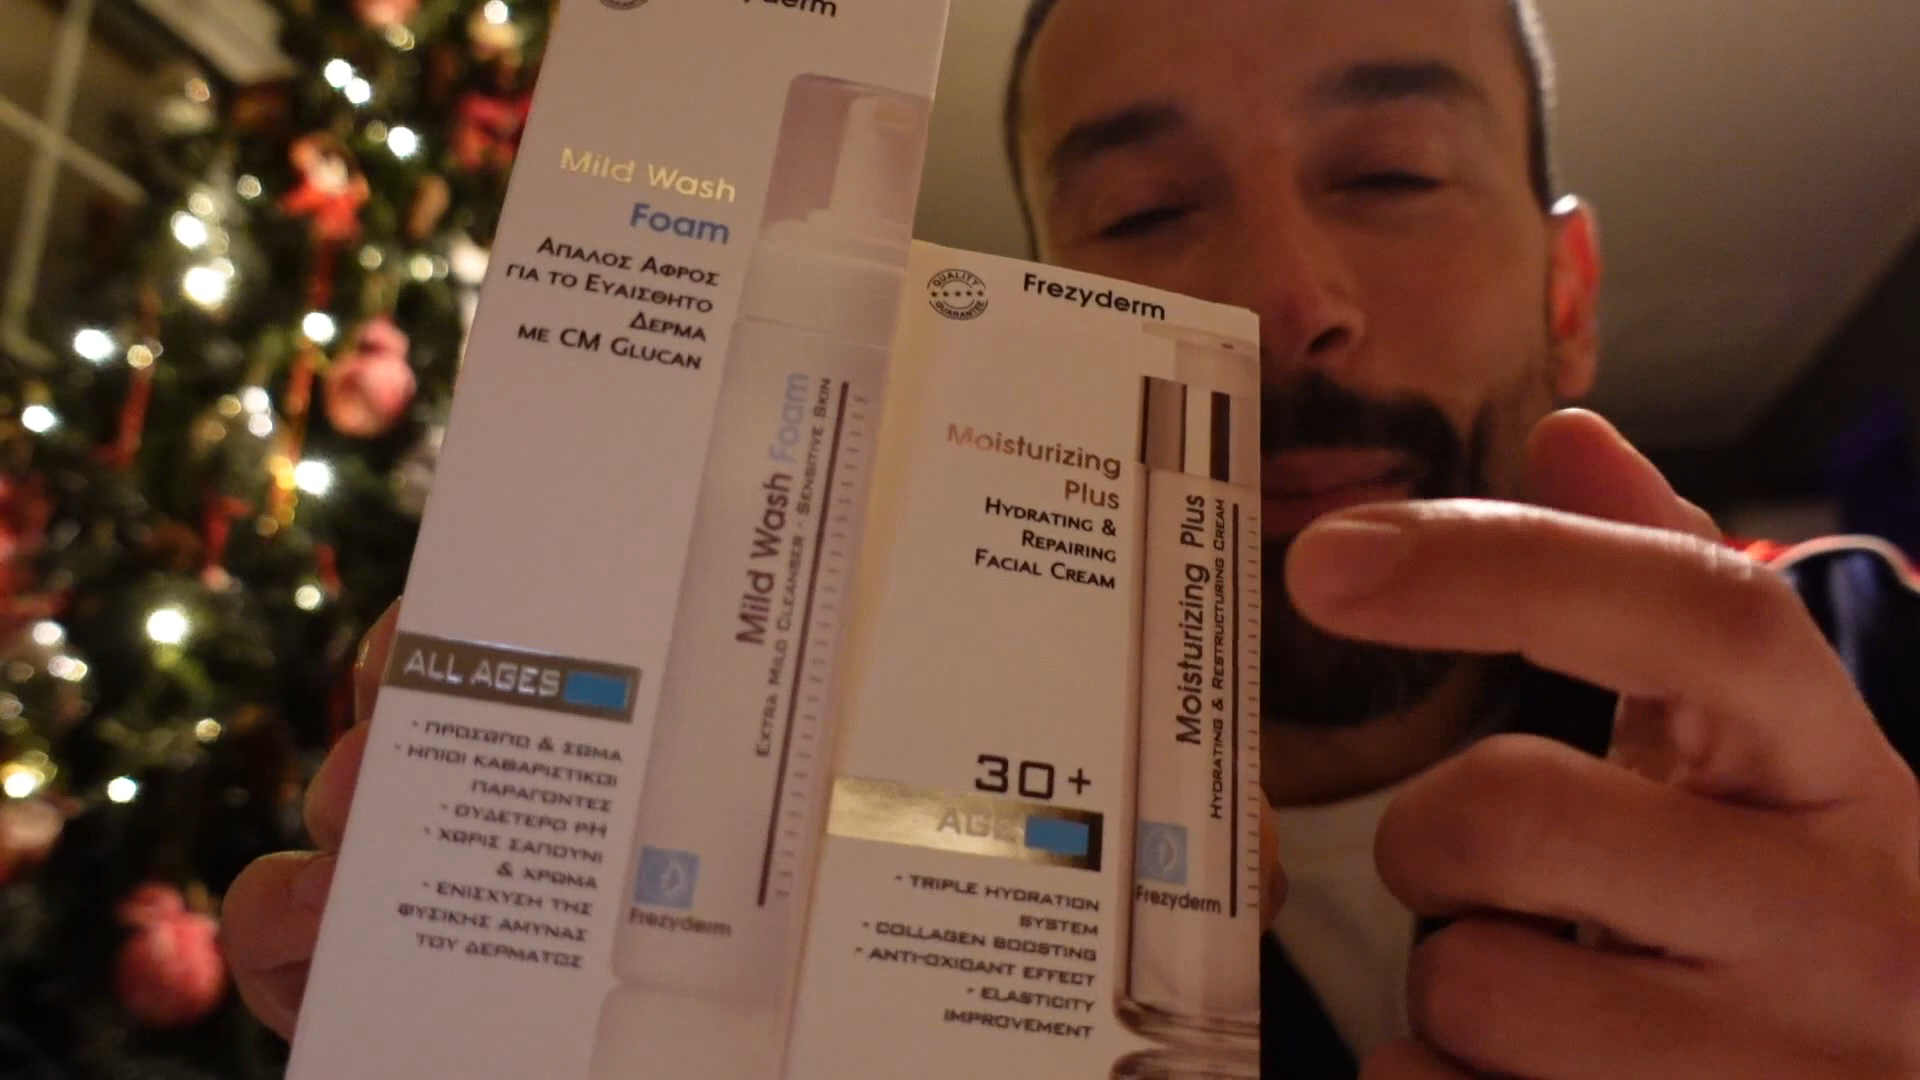 Mild Wash
Foam
ΑΠΑΛΟΣ ΑΦΡΟΣ
ΓΙΑ ΤΟ ΕΥΑΙΣΘΗΤΟ
ΔΕΡΜΑ
ΜΕ CM GLUCAN
ALL AGES
- ΠΡΟΣΩΠΟ & ΣΩΜΑ
- ΗΠΙΟΙ ΚΑΘΑΡΙΣΤΙΚΟΙ
ΠΑΡΑΓΟΝΤΕΣ
- ΟΥΔΕΤΕΡΟ PH
- ΧΩΡΙΣ ΣΑΠΟΥΝΙ
& ΧΡΩΜΑ
- ΕΝΙΣΧΥΣΗ ΤΗΣ
ΦΥΣΙΚΗΣ ΑΜΥΝΑΣ
ΤΟΥ ΔΕΡΜΑΤΟΣ
Mild Wash Foam
EXTRA MILD CLEANSER - SENSITIVE SKIN
Frezyderm
QUALITY
GUARANTEE
Frezyderm
Moisturizing
Plus
HYDRATING &
REPAIRING
FACIAL CREAM
30+
AGE
- TRIPLE HYDRATION
SYSTEM
- COLLAGEN BOOSTING
- ANTI-OXIDANT EFFECT
- ELASTICITY
IMPROVEMENT
Moisturizing Plus
HYDRATING & RESTRUCTURING CREAM
Frezyderm